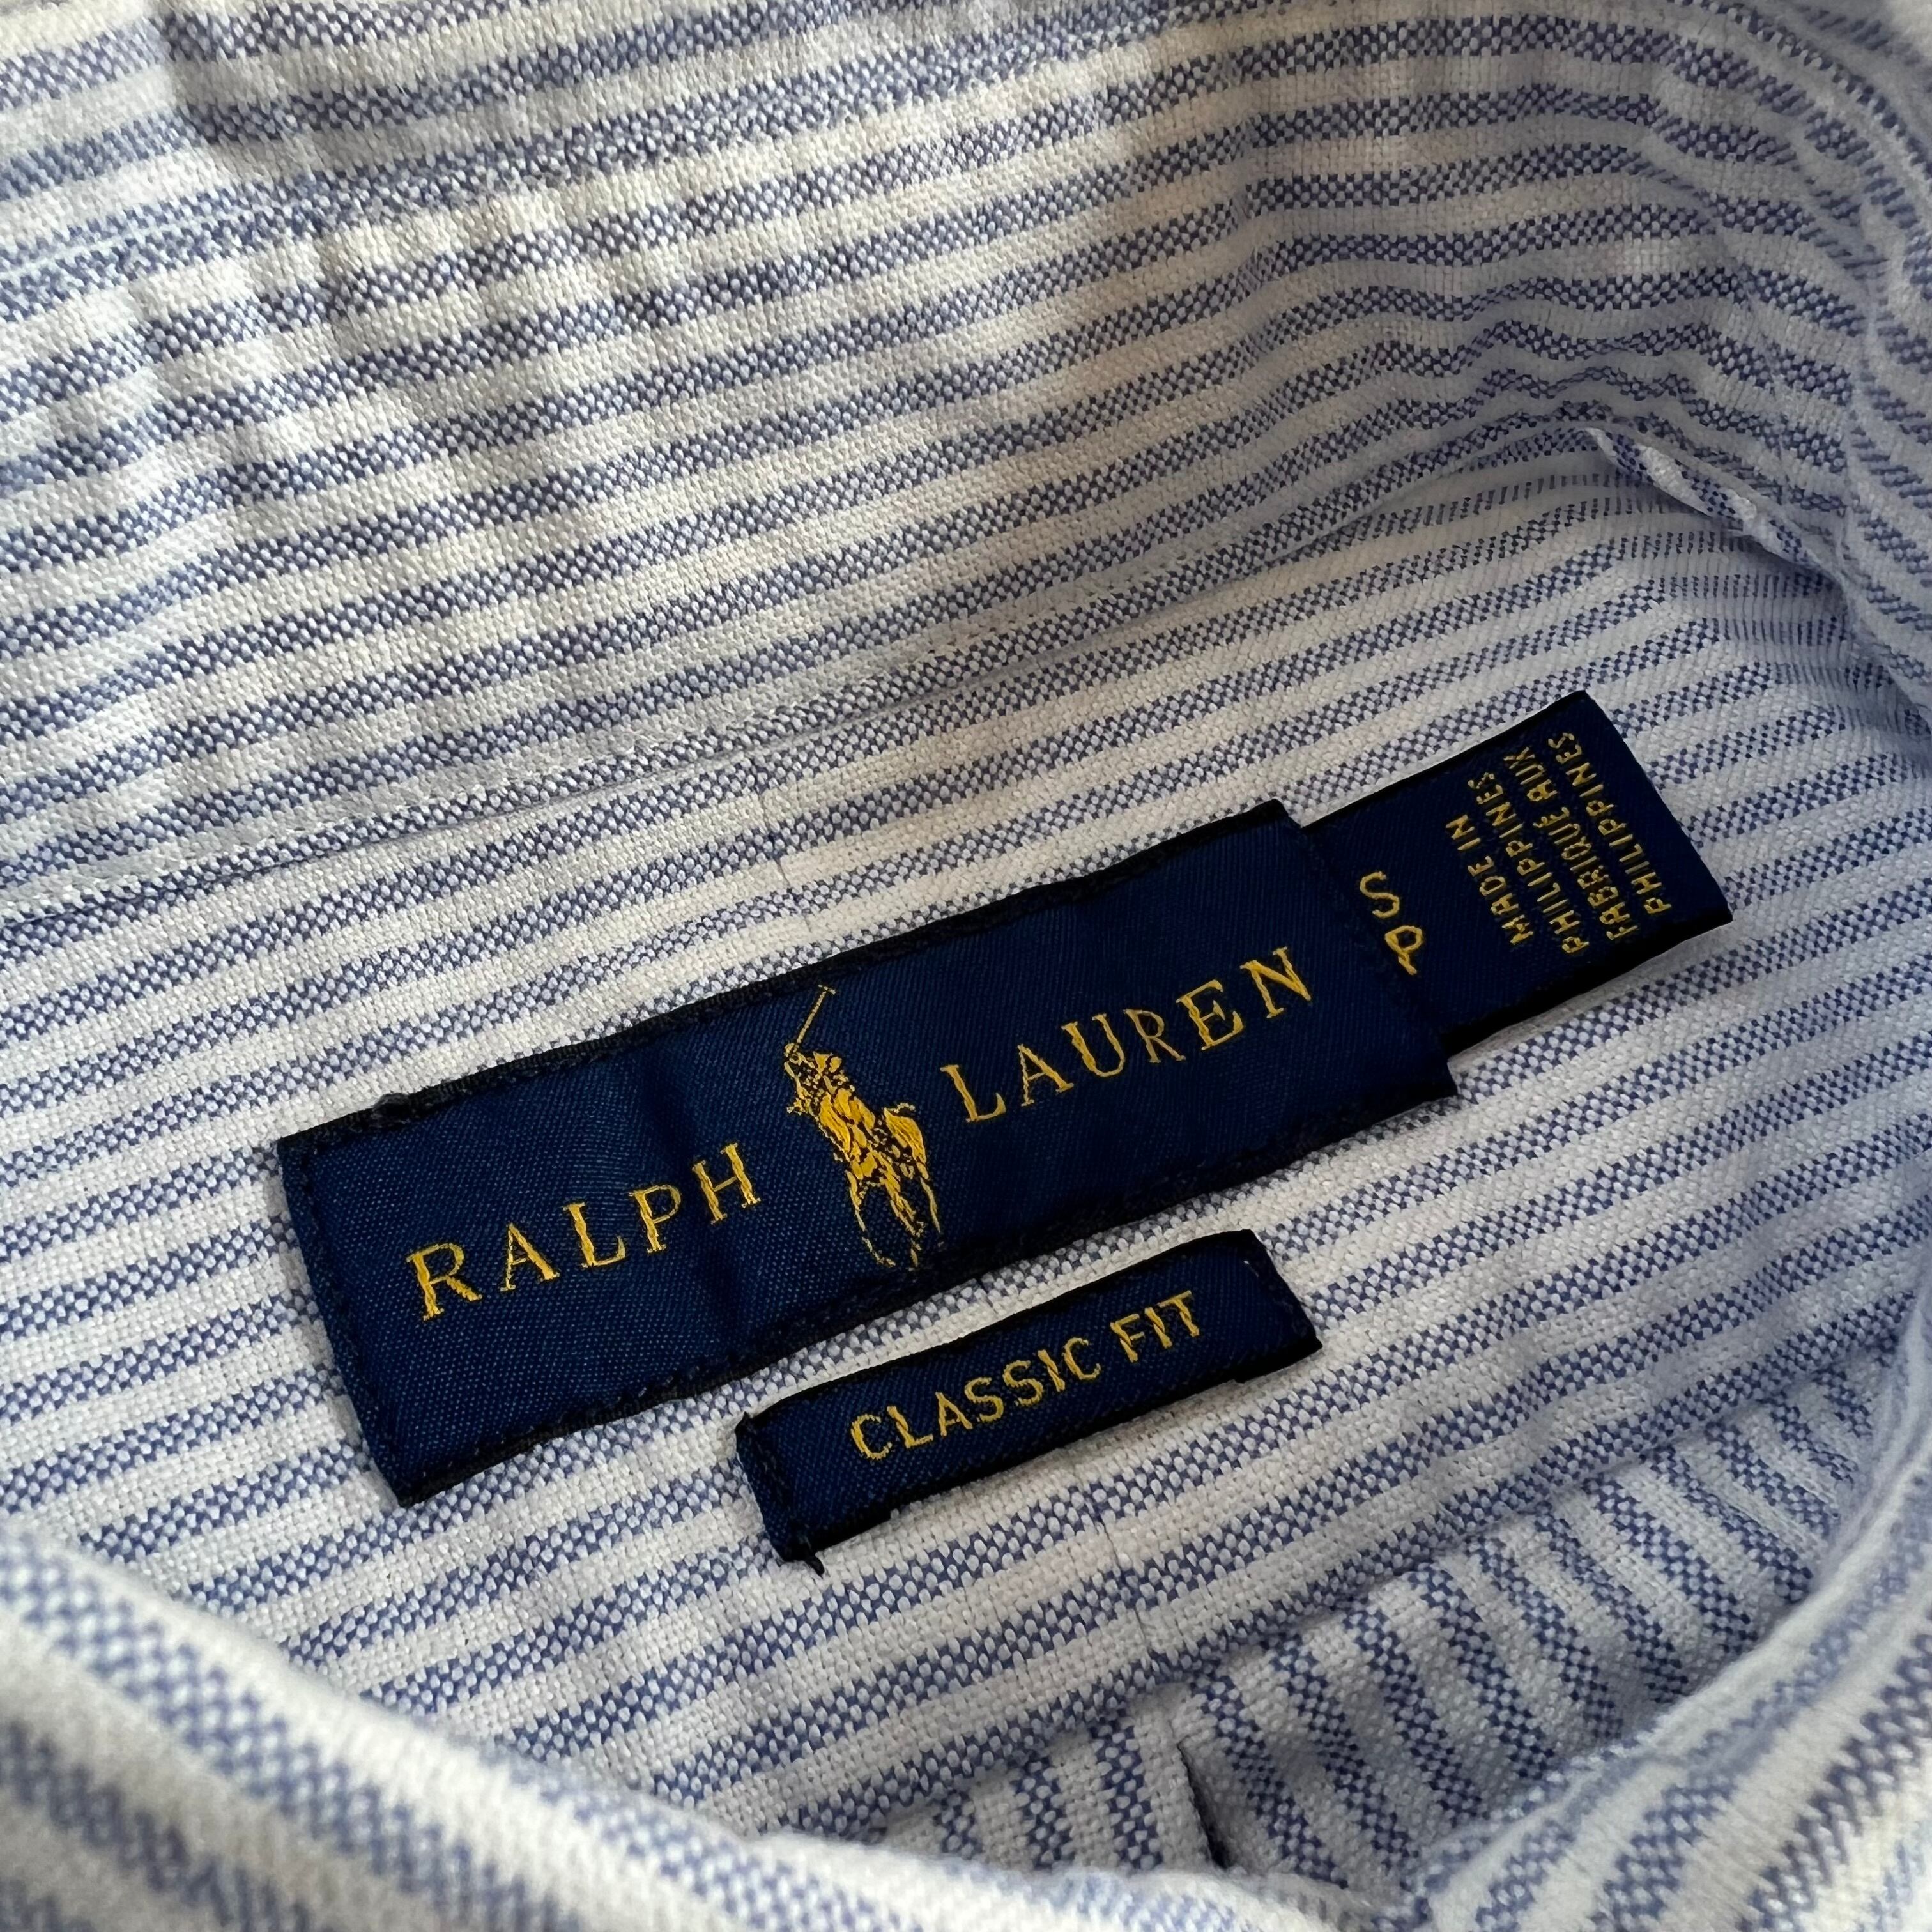 RALPH LAUREN
S
P
MADE IN
PHILIPPINES
FABRIQUÉ AUX
PHILIPPINES
CLASSIC FIT